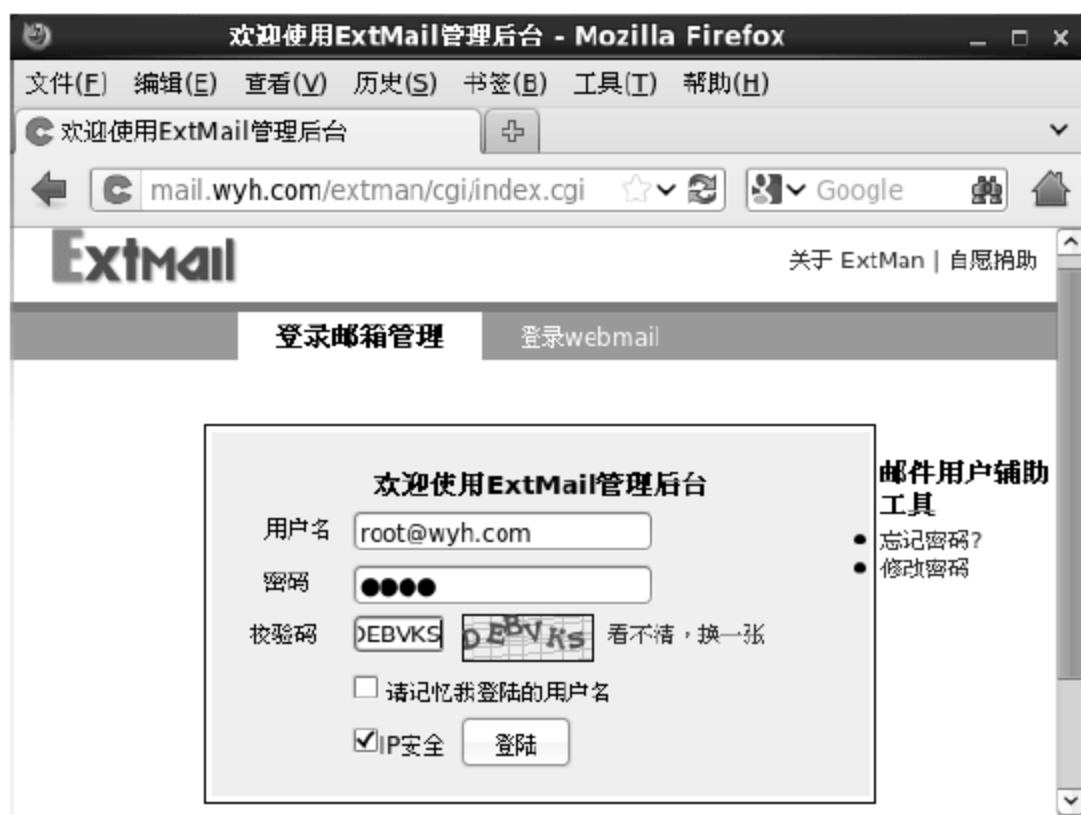 欢迎使用ExtMail管理后台 - Mozilla Firefox
文件(F) 编辑(E) 查看(V) 历史(S) 书签(B) 工具(T) 帮助(H)
欢迎使用ExtMail管理后台
mail.wyh.com/extman/cgi/index.cgi Google
ExtMail
关于 ExtMan | 自愿捐助
登录邮箱管理 登录webmail
欢迎使用ExtMail管理后台
用户名 root@wyh.com
密码 ●●●●
校验码 DEBVKS DEBVKS 看不清，换一张
请记忆我登陆的用户名
IP安全 登陆
邮件用户辅助
工具
忘记密码?
修改密码